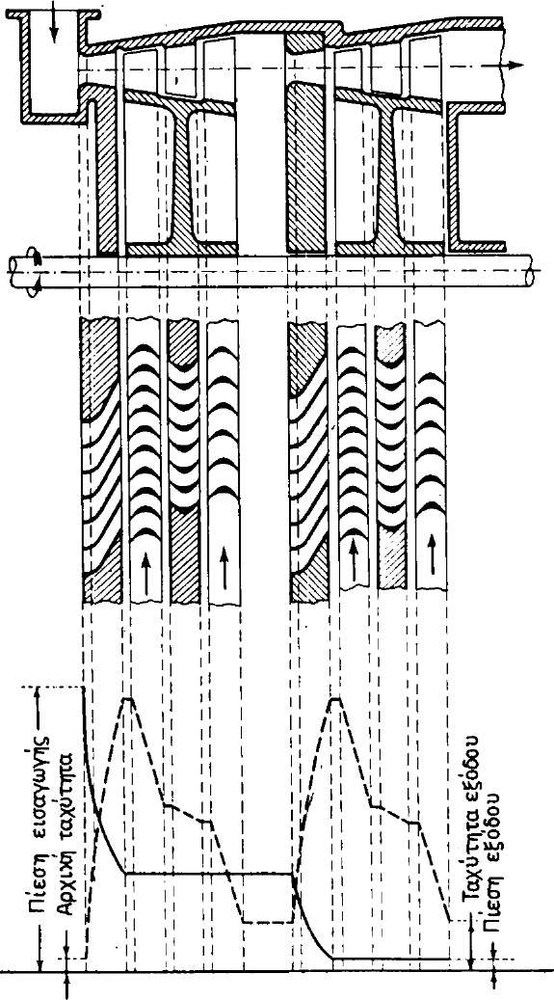 Πίεση εισαγωγής
Αρχική ταχύτητα
Ταχύτητα εξόδου
Πίεση εξόδου